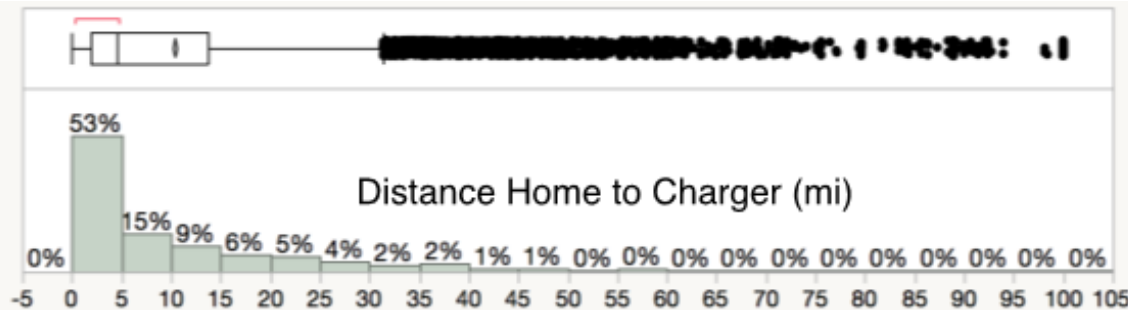 53%
Distance Home to Charger (mi)
0% 15% 9% 6% 5% 4% 2% 2% 1% 1% 0% 0% 0% 0% 0% 0% 0% 0% 0% 0% 0%
-5 0 5 10 15 20 25 30 35 40 45 50 55 60 65 70 75 80 85 90 95 100 105